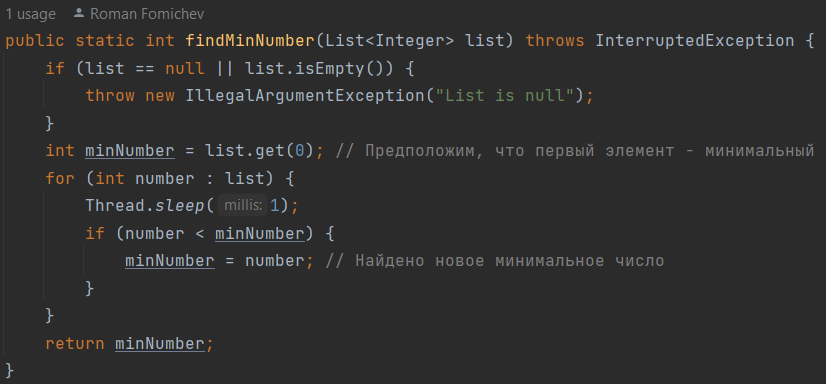 1 usage Roman Fomichev
public static int findMinNumber(List<Integer> list) throws InterruptedException {
    if (list == null || list.isEmpty()) {
        throw new IllegalArgumentException("List is null");
    }
    int minNumber = list.get(0); // Предположим, что первый элемент - минимальный
    for (int number : list) {
        Thread.sleep( millis: 1);
        if (number < minNumber) {
            minNumber = number; // Найдено новое минимальное число
        }
    }
    return minNumber;
}